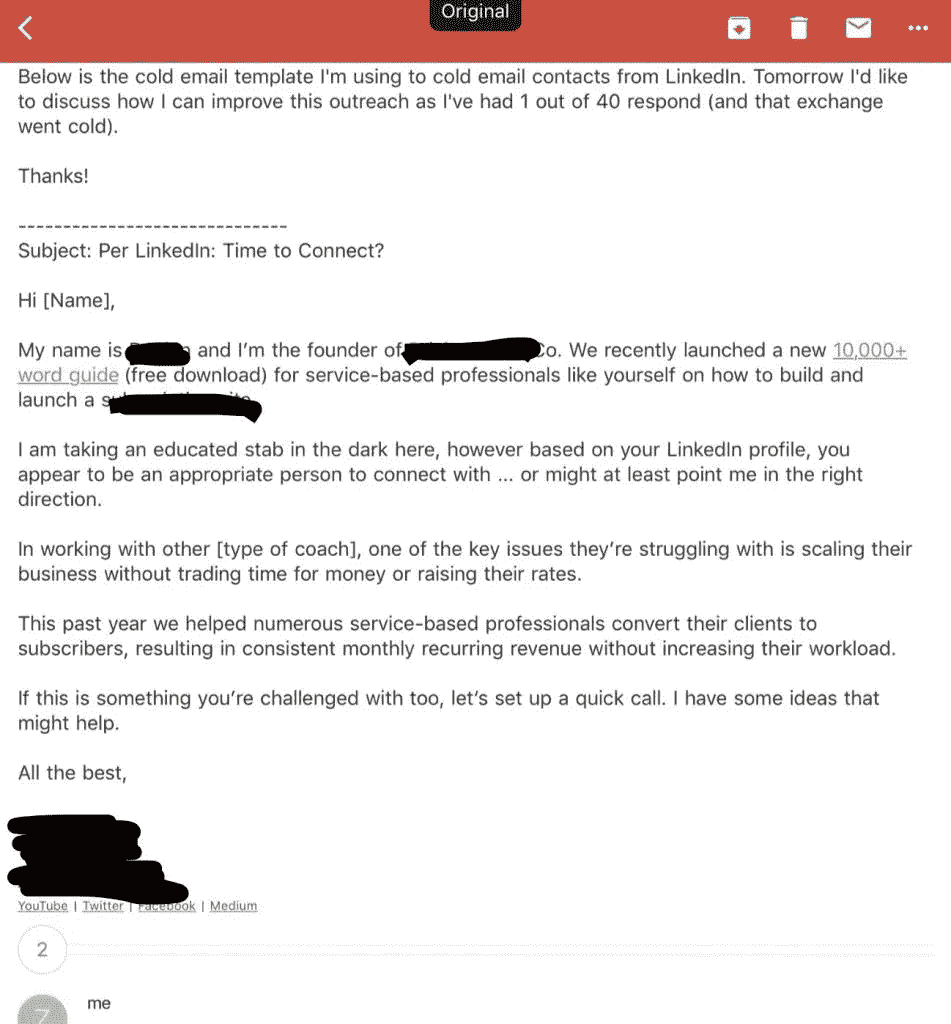 Original
Below is the cold email template I'm using to cold email contacts from LinkedIn. Tomorrow I'd like
to discuss how I can improve this outreach as I've had 1 out of 40 respond (and that exchange
went cold).
Thanks!
------------------------------
Subject: Per LinkedIn: Time to Connect?
Hi [Name],
My name is and I'm the founder of Co. We recently launched a new 10,000+
word guide (free download) for service-based professionals like yourself on how to build and
launch a
I am taking an educated stab in the dark here, however based on your LinkedIn profile, you
appear to be an appropriate person to connect with ... or might at least point me in the right
direction.
In working with other [type of coach], one of the key issues they're struggling with is scaling their
business without trading time for money or raising their rates.
This past year we helped numerous service-based professionals convert their clients to
subscribers, resulting in consistent monthly recurring revenue without increasing their workload.
If this is something you're challenged with too, let's set up a quick call. I have some ideas that
might help.
All the best,
YouTube | Twitter | Facebook | Medium
2
me
Z